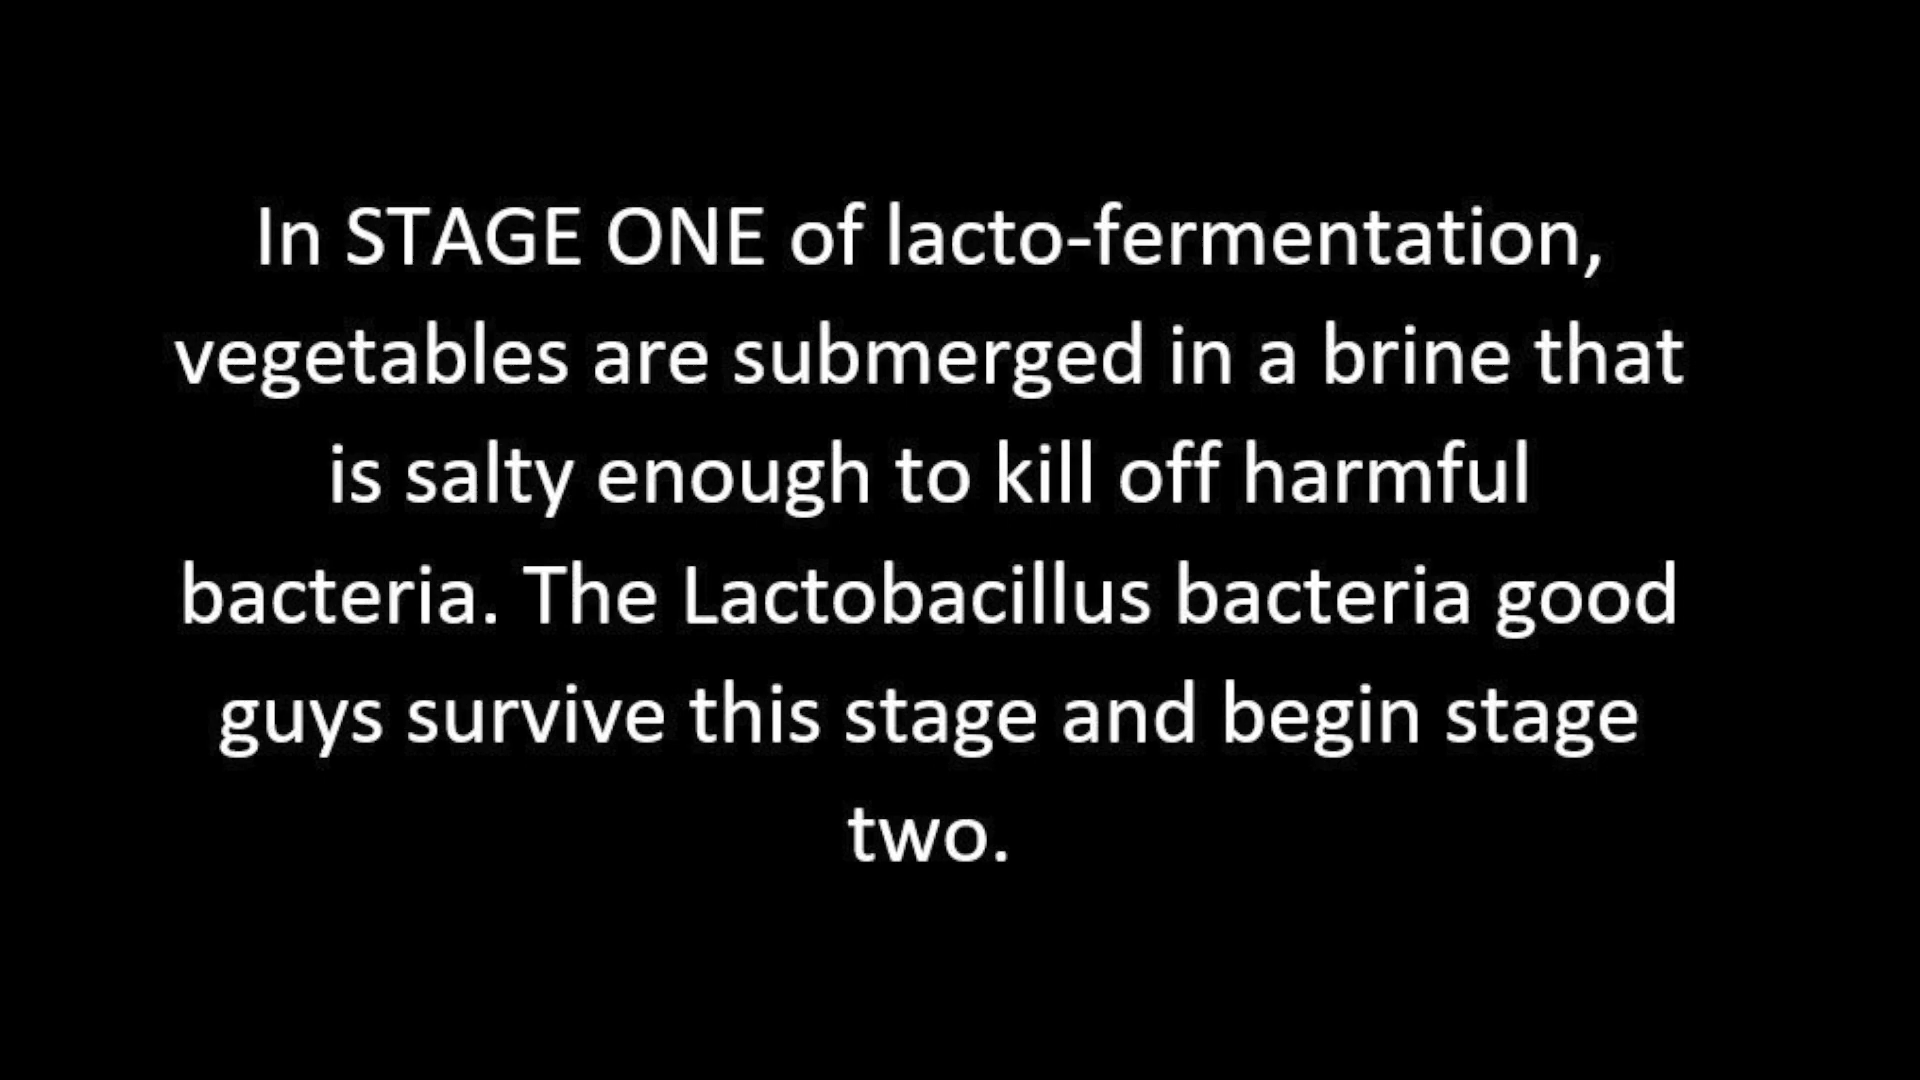 In STAGE ONE of lacto-fermentation,
vegetables are submerged in a brine that
is salty enough to kill off harmful
bacteria. The Lactobacillus bacteria good
guys survive this stage and begin stage
two.